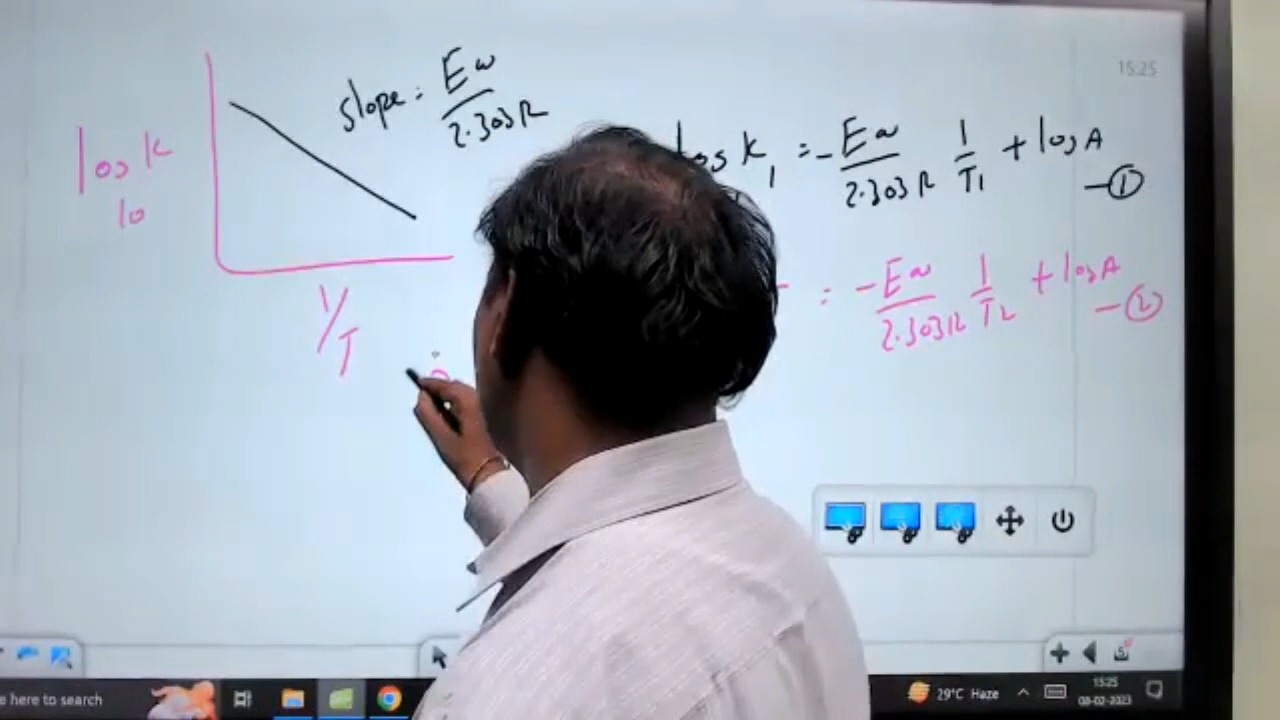 15:25
slope = Ea
2.303R
log k
10
1/T
log k1 = - Ea/2.303R 1/T1 + log A
-①
= - Ea/2.303R 1/T2 + log A
-②
5
e here to search
29°C Haze
15:25
08-02-2023